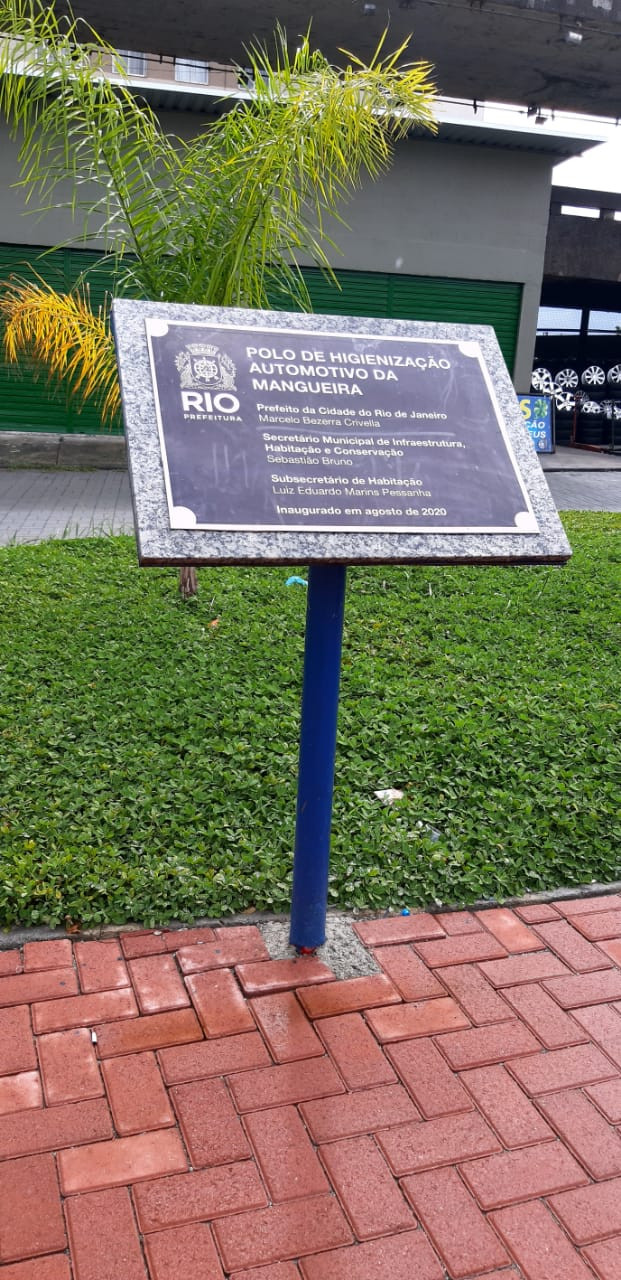 POLO DE HIGIENIZAÇÃO
AUTOMOTIVO DA
MANGUEIRA
RIO
PREFEITURA
Prefeito da Cidade do Rio de Janeiro
Marcelo Bezerra Crivella
Secretário Municipal de Infraestrutura,
Habitação e Conservação
Sebastião Bruno
Subsecretário de Habitação
Luiz Eduardo Marins Pessanha
Inaugurado em agosto de 2020